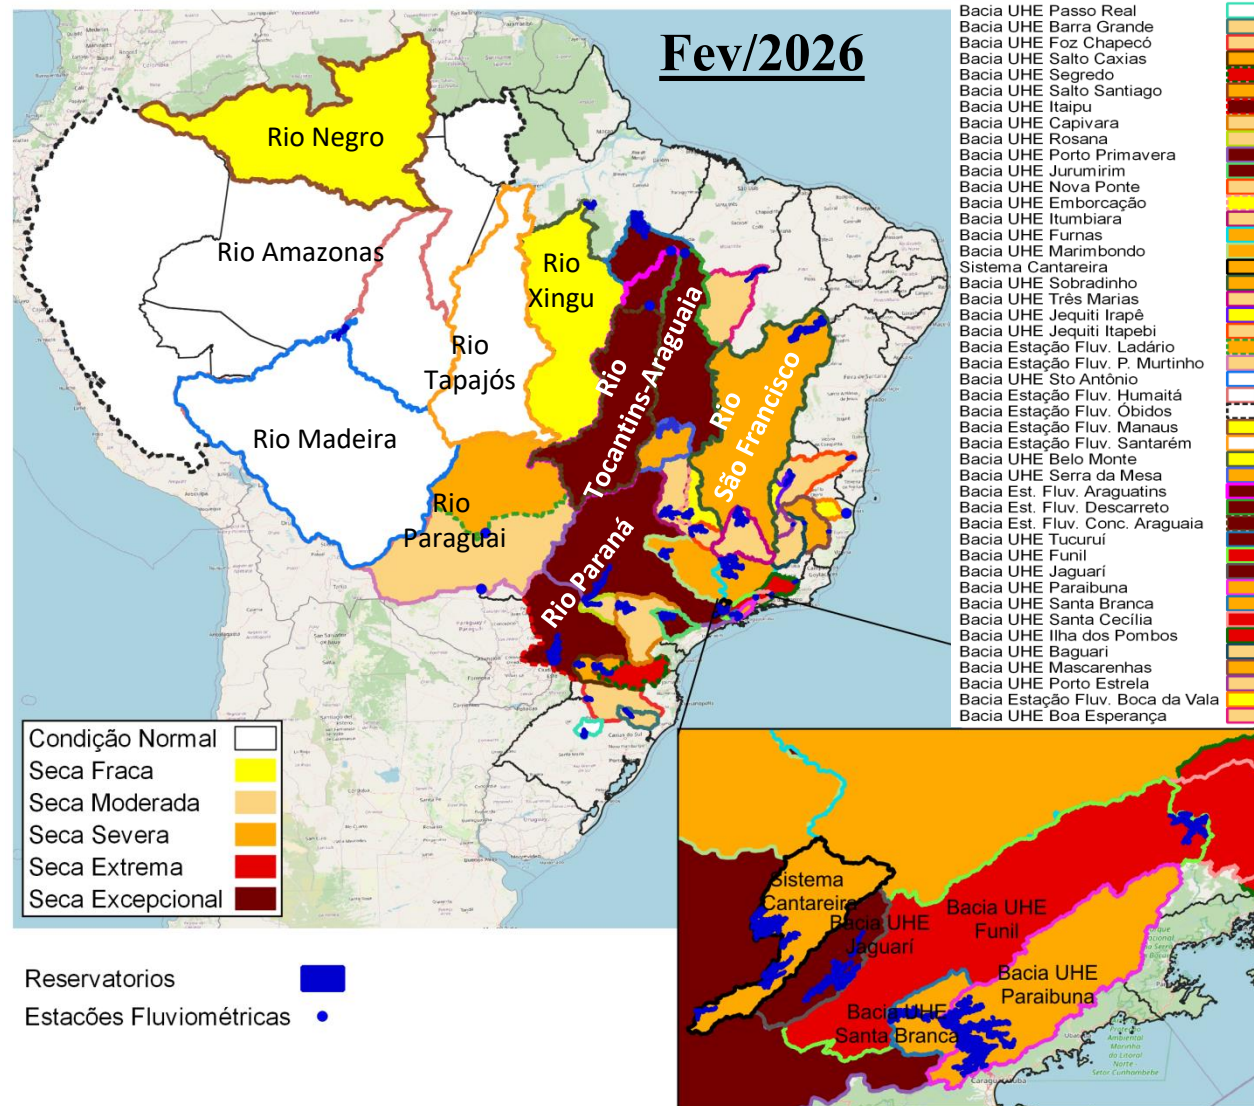 Fev/2026
Rio Negro
Rio Amazonas
Rio
Xingu
Rio
Tapajós
Rio Madeira
Rio
Tocantins-Araguaia
Rio
São Francisco
Rio
Paraguai
Rio Paraná
Condição Normal
Seca Fraca
Seca Moderada
Seca Severa
Seca Extrema
Seca Excepcional
Reservatorios
Estacões Fluviométricas
Bacia UHE Passo Real
Bacia UHE Barra Grande
Bacia UHE Foz Chapecó
Bacia UHE Salto Caxias
Bacia UHE Segredo
Bacia UHE Salto Santiago
Bacia UHE Itaipu
Bacia UHE Capivara
Bacia UHE Rosana
Bacia UHE Porto Primavera
Bacia UHE Jurumirim
Bacia UHE Nova Ponte
Bacia UHE Emborcação
Bacia UHE Itumbiara
Bacia UHE Furnas
Bacia UHE Marimbondo
Sistema Cantareira
Bacia UHE Sobradinho
Bacia UHE Três Marias
Bacia UHE Jequiti Irapê
Bacia UHE Jequiti Itapebi
Bacia Estação Fluv. Ladário
Bacia Estação Fluv. P. Murtinho
Bacia UHE Sto Antônio
Bacia Estação Fluv. Humaitá
Bacia Estação Fluv. Óbidos
Bacia Estação Fluv. Manaus
Bacia Estação Fluv. Santarém
Bacia UHE Belo Monte
Bacia UHE Serra da Mesa
Bacia Est. Fluv. Araguatins
Bacia Est. Fluv. Descarreto
Bacia Est. Fluv. Conc. Araguaia
Bacia UHE Tucuruí
Bacia UHE Funil
Bacia UHE Jaguarí
Bacia UHE Paraibuna
Bacia UHE Santa Branca
Bacia UHE Santa Cecília
Bacia UHE Ilha dos Pombos
Bacia UHE Baguari
Bacia UHE Mascarenhas
Bacia UHE Porto Estrela
Bacia Estação Fluv. Boca da Vala
Bacia UHE Boa Esperança
Sistema
Cantareira
Bacia UHE
Jaguarí
Bacia UHE
Funil
Bacia UHE
Paraibuna
Bacia UHE
Santa Branca